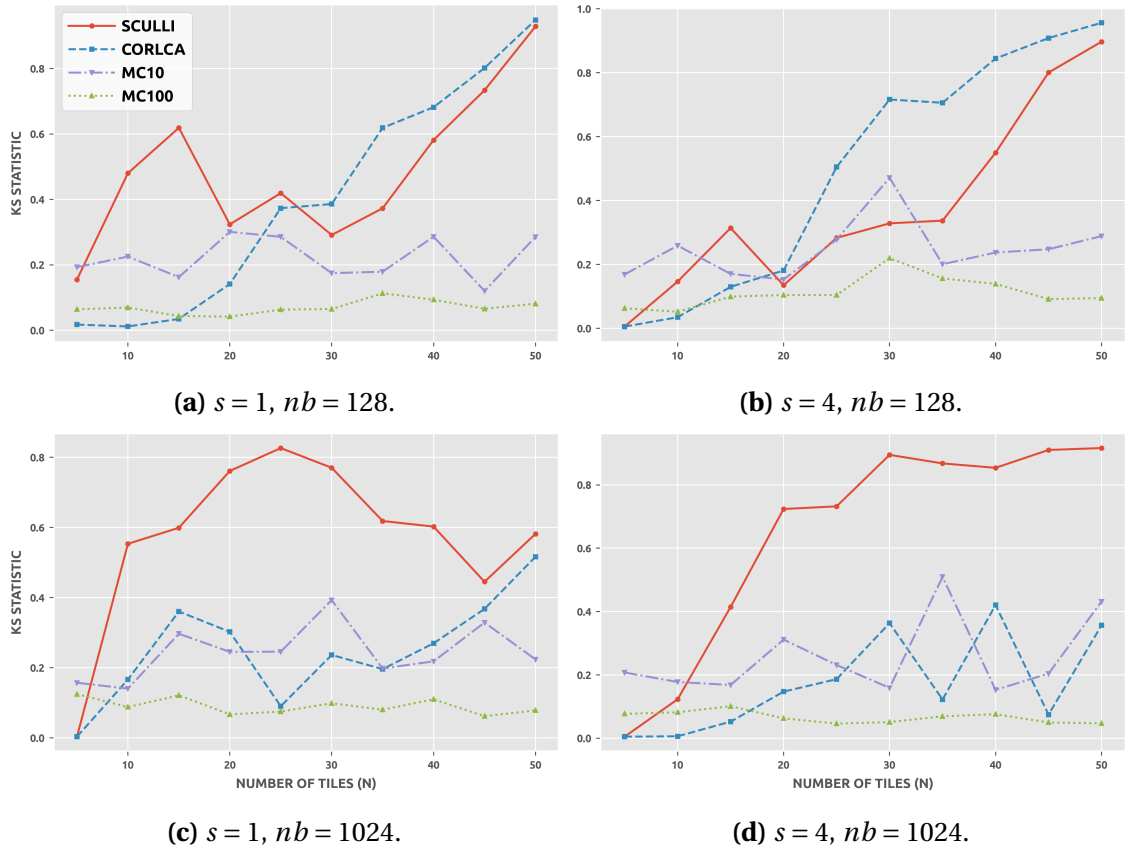 SCULLI
CORLCA
MC10
MC100
KS STATISTIC
0.8
0.6
0.4
0.2
0.0
10 20 30 40 50
1.0
0.8
0.6
0.4
0.2
0.0
10 20 30 40 50
(a) s = 1, nb = 128.
(b) s = 4, nb = 128.
KS STATISTIC
0.8
0.6
0.4
0.2
0.0
10 20 30 40 50
NUMBER OF TILES (N)
0.8
0.6
0.4
0.2
0.0
10 20 30 40 50
NUMBER OF TILES (N)
(c) s = 1, nb = 1024.
(d) s = 4, nb = 1024.